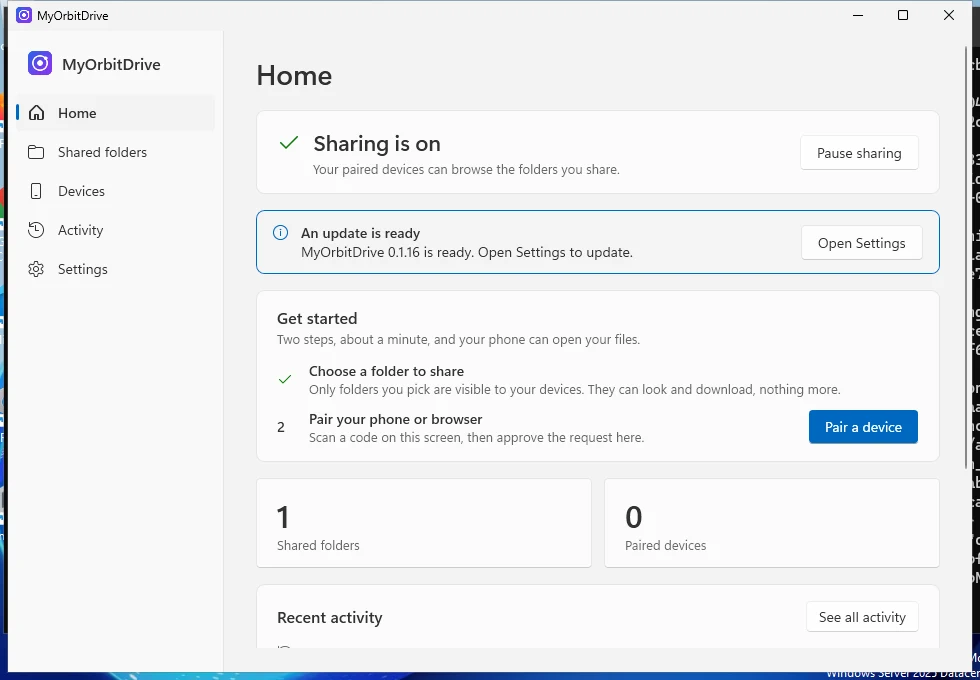 MyOrbitDrive
MyOrbitDrive
Home
Shared folders
Devices
Activity
Settings
Home
Sharing is on
Your paired devices can browse the folders you share.
Pause sharing
An update is ready
MyOrbitDrive 0.1.16 is ready. Open Settings to update.
Open Settings
Get started
Two steps, about a minute, and your phone can open your files.
Choose a folder to share
Only folders you pick are visible to your devices. They can look and download, nothing more.
2
Pair your phone or browser
Scan a code on this screen, then approve the request here.
Pair a device
1
Shared folders
0
Paired devices
Recent activity
See all activity
Windows Server 2025 Datacen